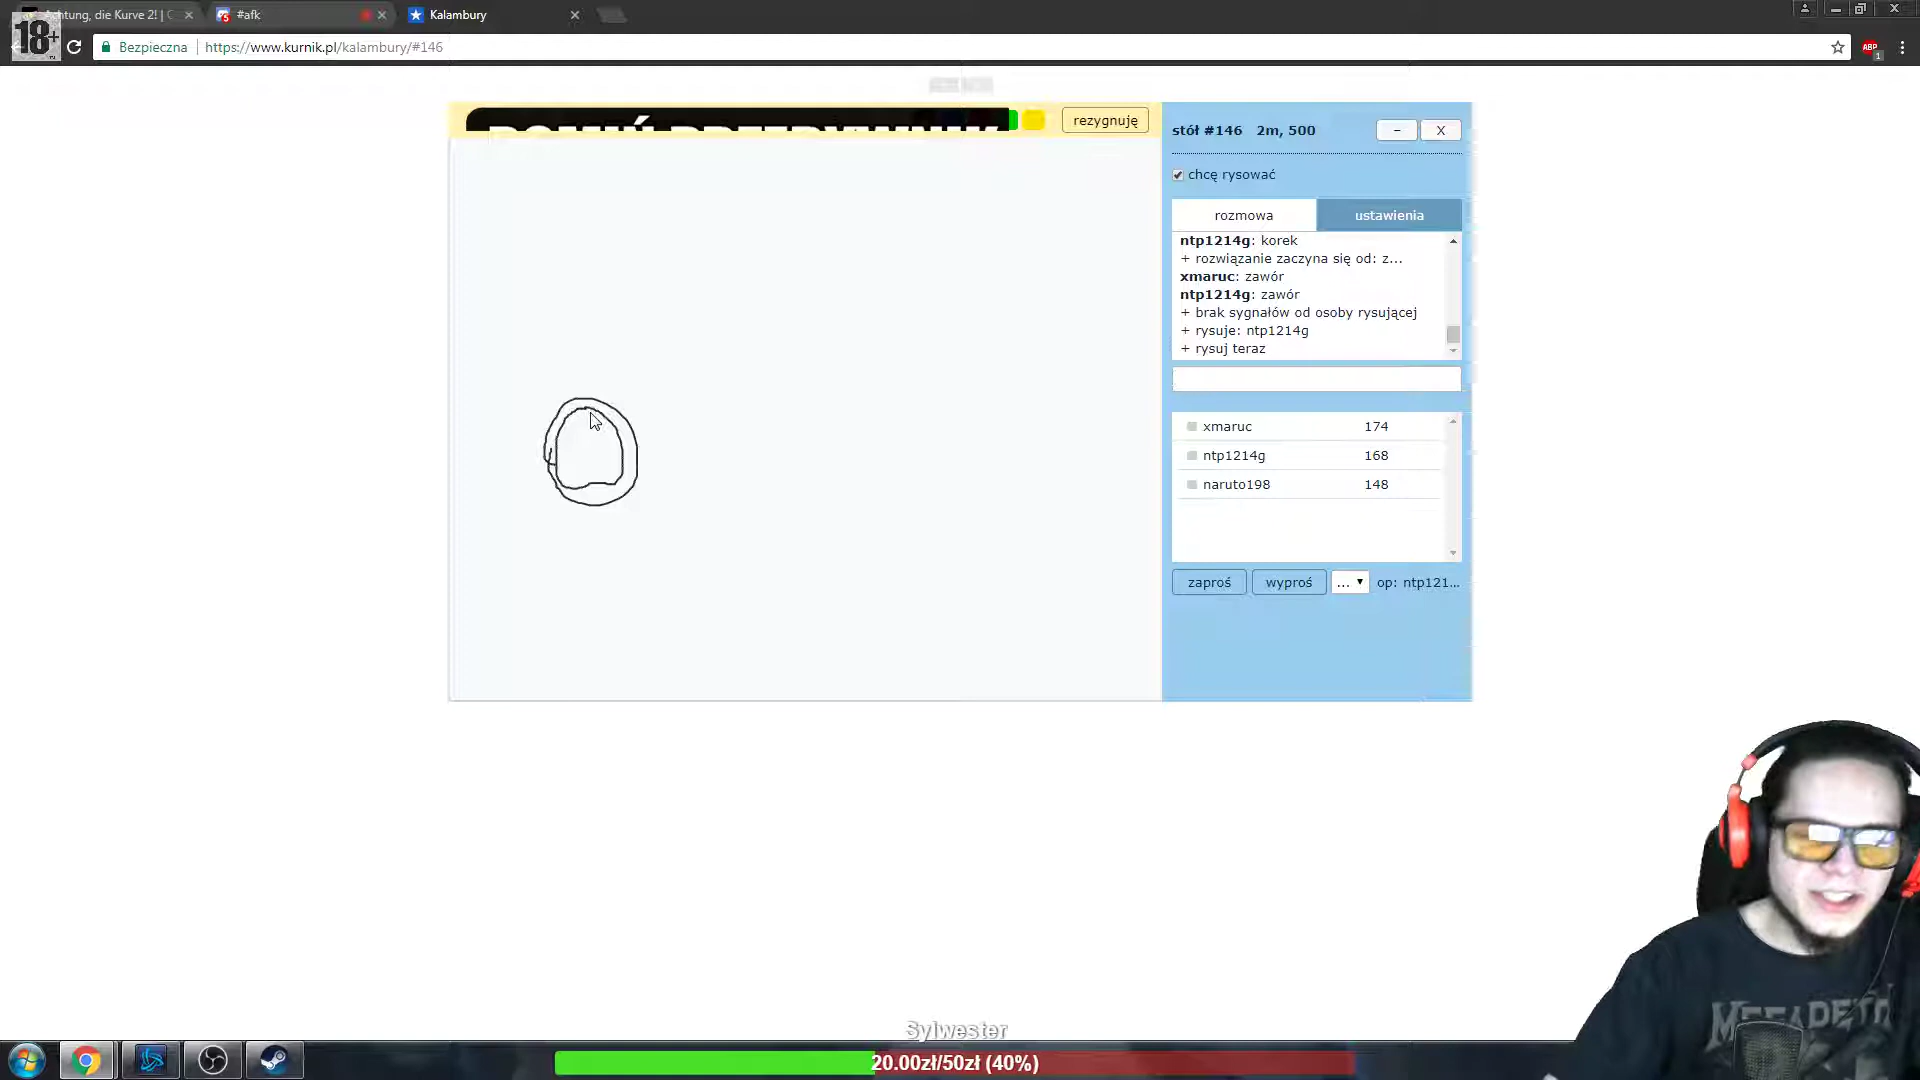 Achtung, die Kurve 2! |
#afk
Kalambury
18+
Bezpieczna
https://www.kurnik.pl/kalambury/#146
ABP
1
rezygnuję
stół #146 2m, 500
–
X
chcę rysować
rozmowa
ustawienia
ntp1214g: korek
+ rozwiązanie zaczyna się od: z...
xmaruc: zawór
ntp1214g: zawór
+ brak sygnałów od osoby rysującej
+ rysuje: ntp1214g
+ rysuj teraz
xmaruc 174
ntp1214g 168
naruto198 148
zaproś
wyproś
...
op: ntp121...
MEGADETH
Sylwester
20.00zł/50zł (40%)